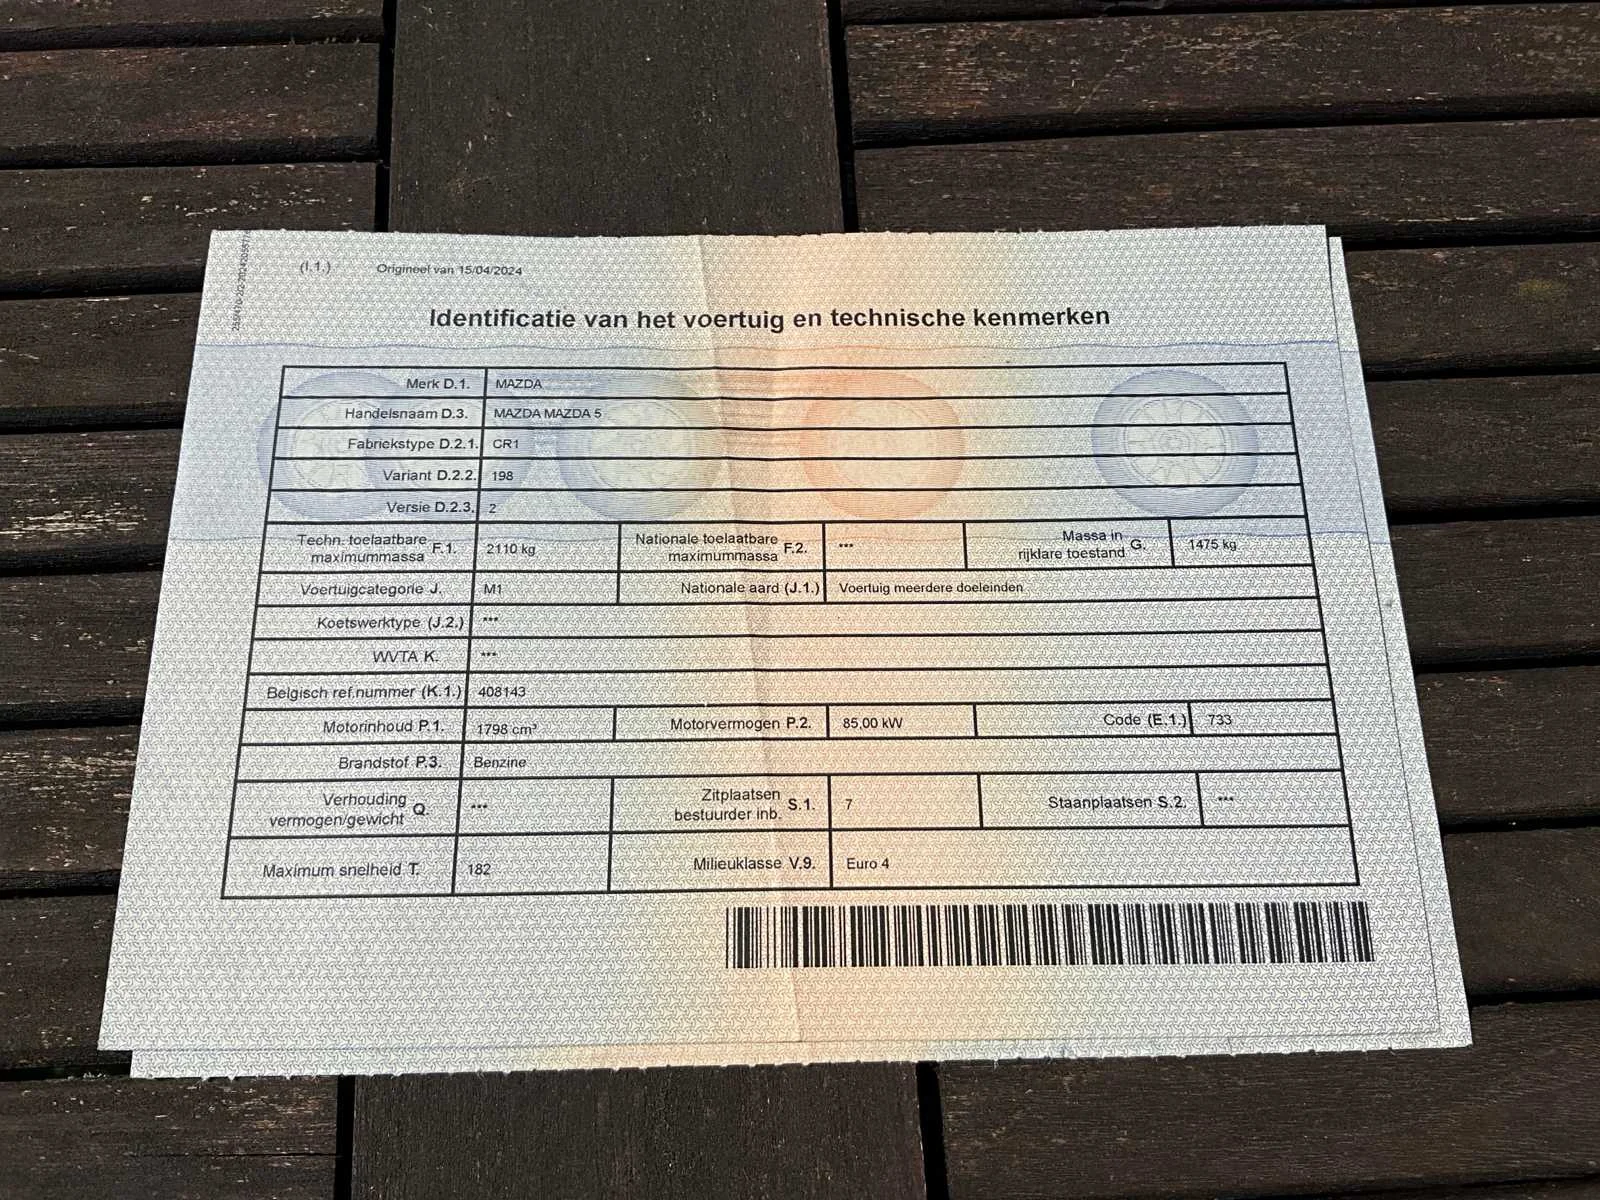 (I.1.) Origineel van 15/04/2024
Identificatie van het voertuig en technische kenmerken
Merk D.1. MAZDA
Handelsnaam D.3. MAZDA MAZDA 5
Fabriekstype D.2.1. CR1
Variant D.2.2. 198
Versie D.2.3. 2
Techn. toelaatbare maximummassa F.1. 2110 kg Nationale toelaatbare maximummassa F.2. *** Massa in rijklare toestand G. 1475 kg
Voertuigcategorie J. M1 Nationale aard (J.1.) Voertuig meerdere doeleinden
Koetswerktype (J.2.) ***
WVTA K. ***
Belgisch ref.nummer (K.1.) 408143
Motorinhoud P.1. 1798 cm³ Motorvermogen P.2. 85,00 kW Code (E.1.) 733
Brandstof P.3. Benzine
Verhouding vermogen/gewicht Q. *** Zitplaatsen bestuurder inb. S.1. 7 Staanplaatsen S.2. ***
Maximum snelheid T. 182 Milieuklasse V.9. Euro 4